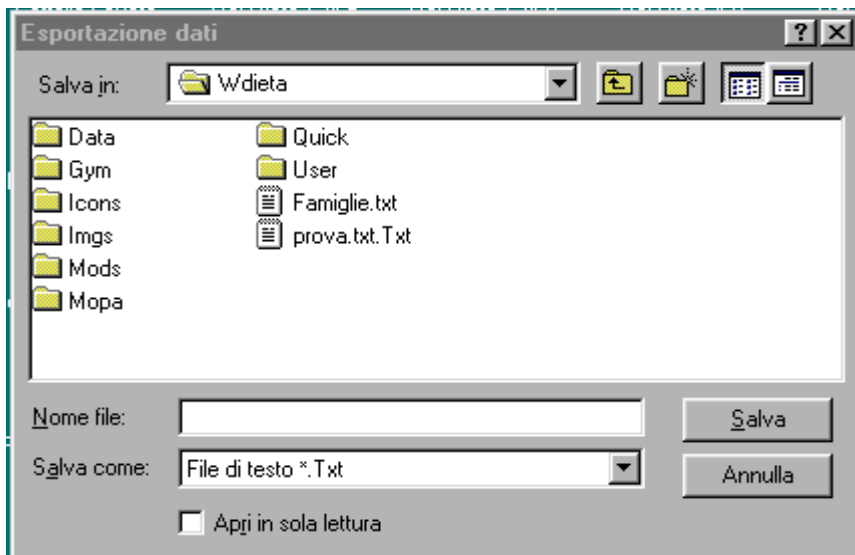 Esportazione dati
Salva in: Wdieta
Data Quick
Gym User
Icons Famiglie.txt
Imgs prova.txt.Txt
Mods
Mopa
Nome file: Salva
Salva come: File di testo *.Txt Annulla
Apri in sola lettura